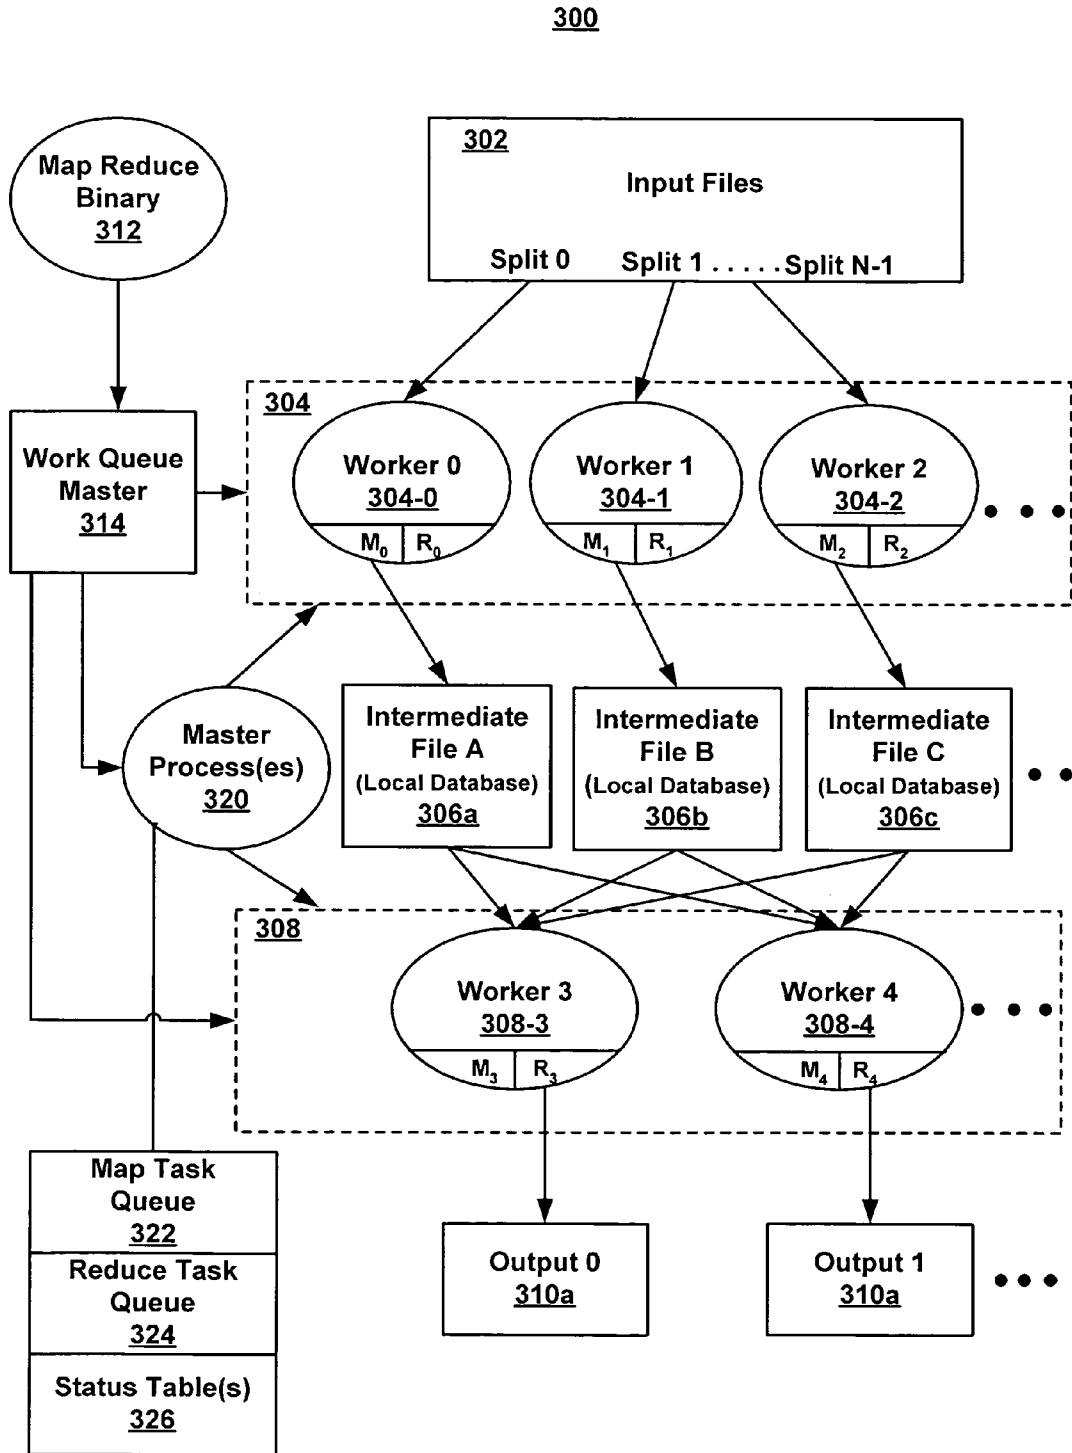 300
Map Reduce
Binary
312
302
Input Files
Split 0 Split 1 ..... Split N-1
Work Queue
Master
314
304
Worker 0
304-0
M0 R0
Worker 1
304-1
M1 R1
Worker 2
304-2
M2 R2
Master
Process(es)
320
Intermediate
File A
(Local Database)
306a
Intermediate
File B
(Local Database)
306b
Intermediate
File C
(Local Database)
306c
308
Worker 3
308-3
M3 R3
Worker 4
308-4
M4 R4
Map Task
Queue
322
Reduce Task
Queue
324
Status Table(s)
326
Output 0
310a
Output 1
310a